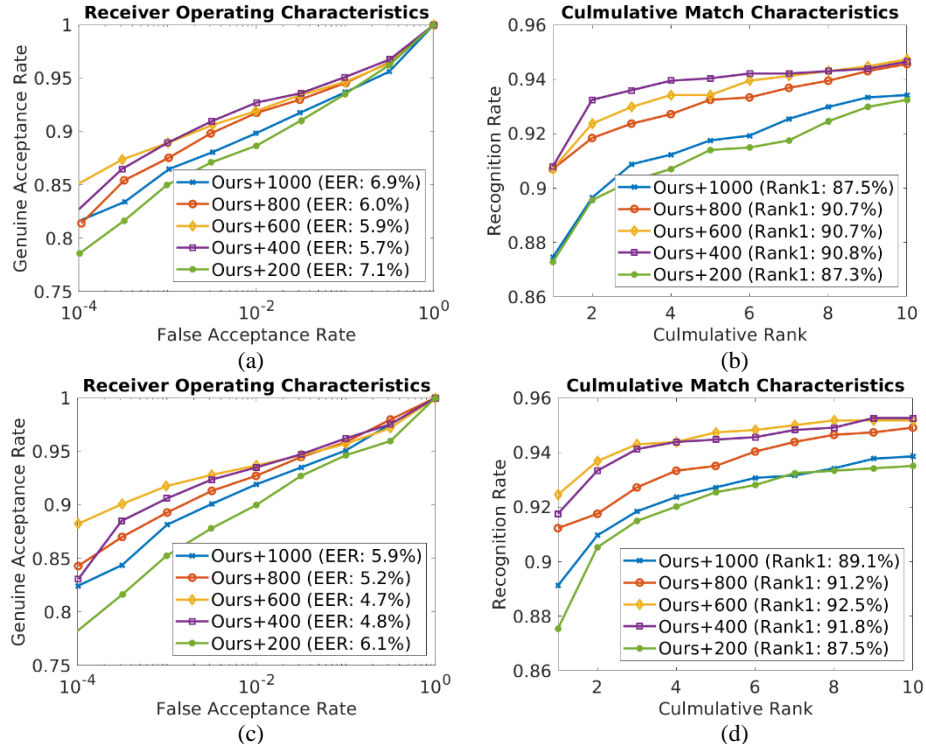 Receiver Operating Characteristics
1
0.95
0.9
0.85
0.8
0.75
Genuine Acceptance Rate
Ours+1000 (EER: 6.9%)
Ours+800 (EER: 6.0%)
Ours+600 (EER: 5.9%)
Ours+400 (EER: 5.7%)
Ours+200 (EER: 7.1%)
10⁻⁴ 10⁻² 10⁰
False Acceptance Rate
(a)
Culmulative Match Characteristics
0.96
0.94
0.92
0.9
0.88
0.86
Recognition Rate
Ours+1000 (Rank1: 87.5%)
Ours+800 (Rank1: 90.7%)
Ours+600 (Rank1: 90.7%)
Ours+400 (Rank1: 90.8%)
Ours+200 (Rank1: 87.3%)
2 4 6 8 10
Culmulative Rank
(b)
Receiver Operating Characteristics
1
0.95
0.9
0.85
0.8
0.75
Genuine Acceptance Rate
Ours+1000 (EER: 5.9%)
Ours+800 (EER: 5.2%)
Ours+600 (EER: 4.7%)
Ours+400 (EER: 4.8%)
Ours+200 (EER: 6.1%)
10⁻⁴ 10⁻² 10⁰
False Acceptance Rate
(c)
Culmulative Match Characteristics
0.96
0.94
0.92
0.9
0.88
0.86
Recognition Rate
Ours+1000 (Rank1: 89.1%)
Ours+800 (Rank1: 91.2%)
Ours+600 (Rank1: 92.5%)
Ours+400 (Rank1: 91.8%)
Ours+200 (Rank1: 87.5%)
2 4 6 8 10
Culmulative Rank
(d)